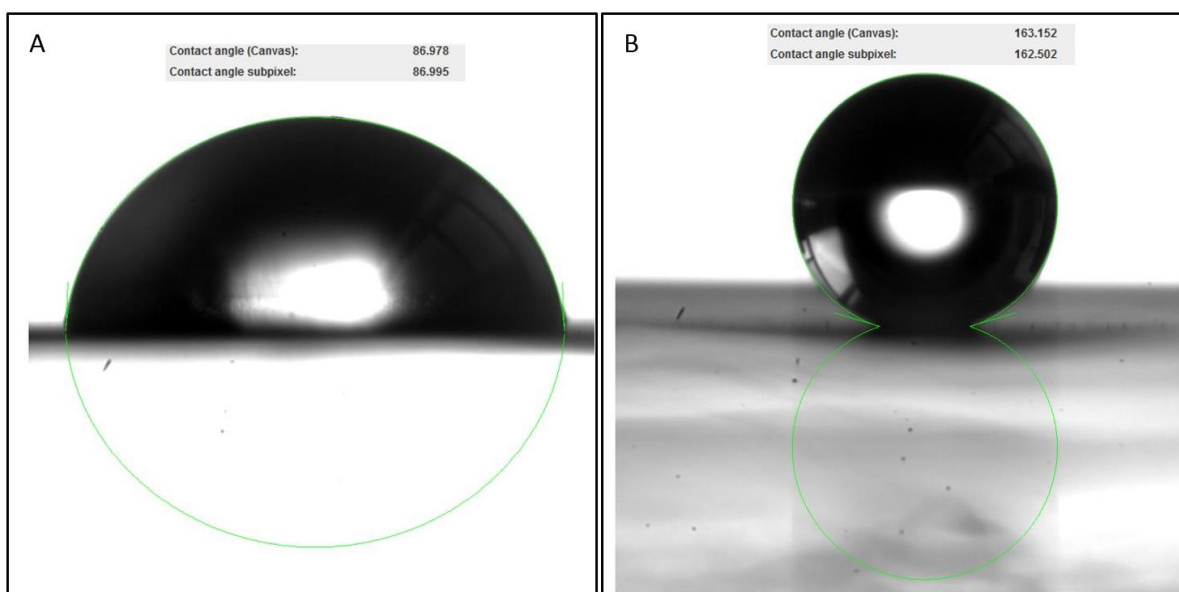 A
Contact angle (Canvas): 86.978
Contact angle subpixel: 86.995
B
Contact angle (Canvas): 163.152
Contact angle subpixel: 162.502